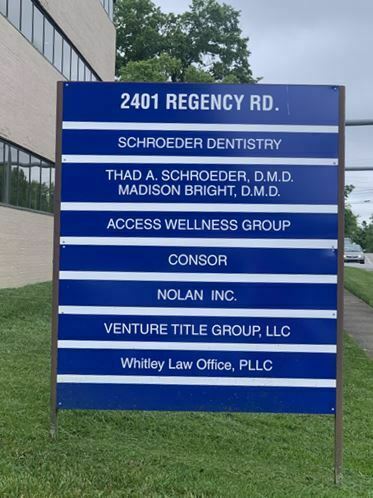 2401 REGENCY RD.
SCHROEDER DENTISTRY
THAD A. SCHROEDER, D.M.D.
MADISON BRIGHT, D.M.D.
ACCESS WELLNESS GROUP
CONSOR
NOLAN INC.
VENTURE TITLE GROUP, LLC
Whitley Law Office, PLLC